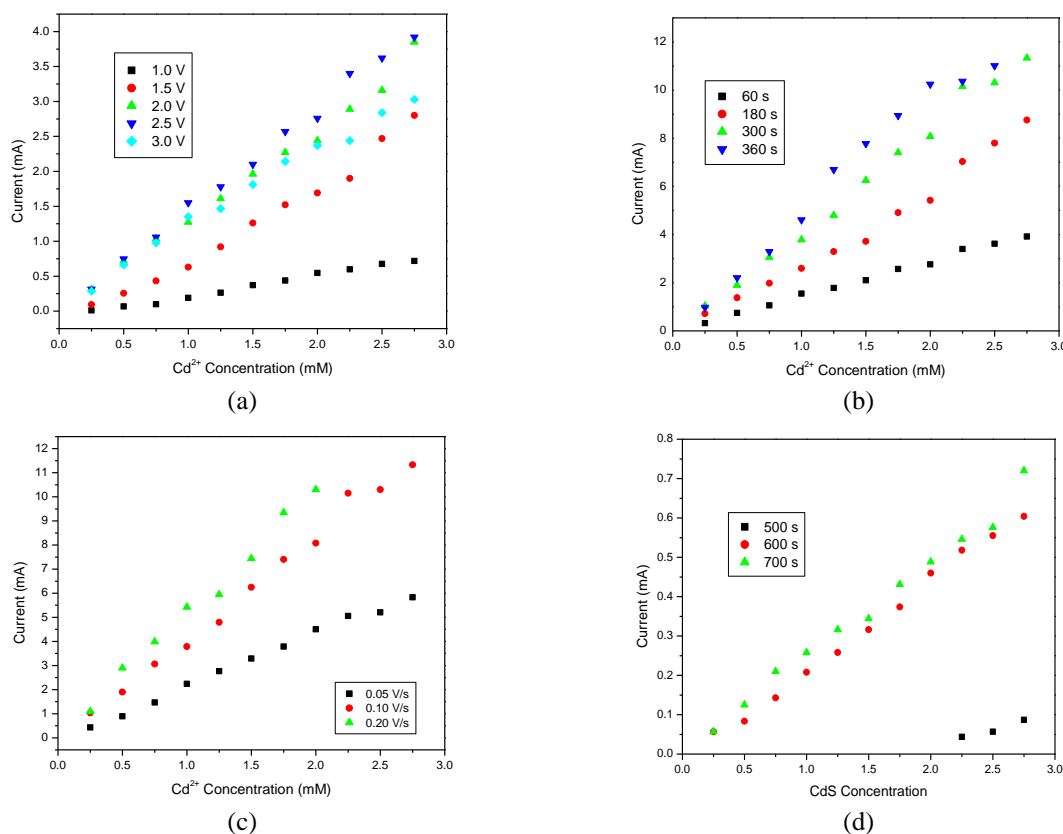 4.0
3.5
3.0
2.5
2.0
1.5
1.0
0.5
0.0
Current (mA)
1.0 V
1.5 V
2.0 V
2.5 V
3.0 V
0.0 0.5 1.0 1.5 2.0 2.5 3.0
Cd²⁺ Concentration (mM)
(a)
12
10
8
6
4
2
0
Current (mA)
60 s
180 s
300 s
360 s
0.0 0.5 1.0 1.5 2.0 2.5 3.0
Cd²⁺ Concentration (mM)
(b)
12
11
10
9
8
7
6
5
4
3
2
1
0
Current (mA)
0.05 V/s
0.10 V/s
0.20 V/s
0.0 0.5 1.0 1.5 2.0 2.5 3.0
Cd²⁺ Concentration (mM)
(c)
0.8
0.7
0.6
0.5
0.4
0.3
0.2
0.1
0.0
Current (mA)
500 s
600 s
700 s
0.0 0.5 1.0 1.5 2.0 2.5 3.0
CdS Concentration
(d)